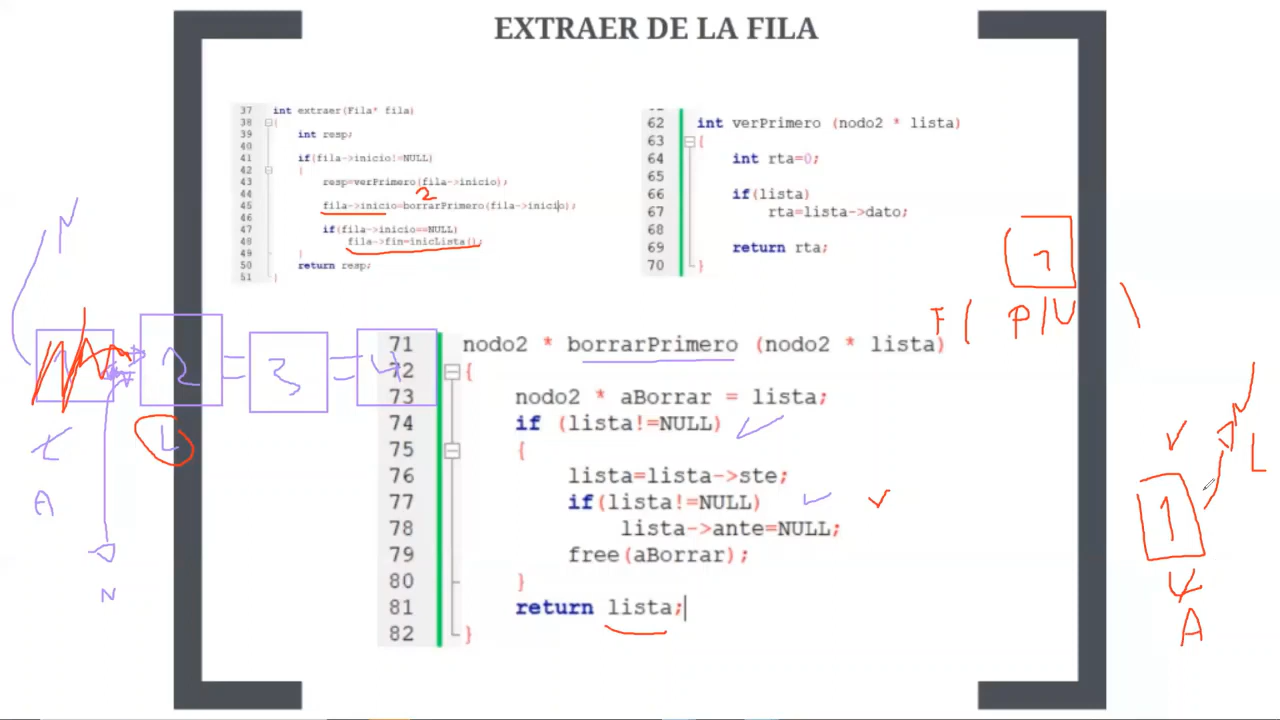 EXTRAER DE LA FILA
37 int extraer(Fila* fila)
38 {
39 int resp;
40
41 if(fila->inicio!=NULL)
42 {
43 resp=verPrimero(fila->inicio);
44
45 fila->inicio=borrarPrimero(fila->inicio);
46
47 if(fila->inicio==NULL)
48 fila->fin=inicLista();
49 }
50 return resp;
51 }
2
62 int verPrimero (nodo2 * lista)
63 {
64 int rta=0;
65
66 if(lista)
67 rta=lista->dato;
68
69 return rta;
70 }
71 nodo2 * borrarPrimero (nodo2 * lista)
72 {
73 nodo2 * aBorrar = lista;
74 if (lista!=NULL)
75 {
76 lista=lista->ste;
77 if(lista!=NULL)
78 lista->ante=NULL;
79 free(aBorrar);
80 }
81 return lista;
82 }
N
2 3 4
L
A
N
F ( P/U )
N
L
1
A